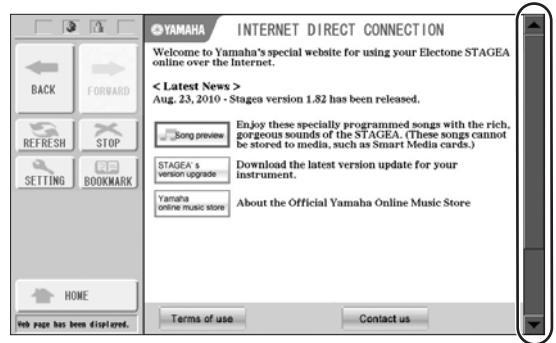 YAMAHA INTERNET DIRECT CONNECTION
Welcome to Yamaha's special website for using your Electone STAGEA
online over the Internet.
< Latest News >
Aug. 23, 2010 - Stagea version 1.82 has been released.
Song preview
Enjoy these specially programmed songs with the rich,
gorgeous sounds of the STAGEA. (These songs cannot
be stored to media, such as Smart Media cards.)
STAGEA' s
version upgrade
Download the latest version update for your
instrument.
Yamaha
online music store
About the Official Yamaha Online Music Store
Terms of use
Contact us
BACK
FORWARD
REFRESH
STOP
SETTING
BOOKMARK
HOME
Web page has been displayed.